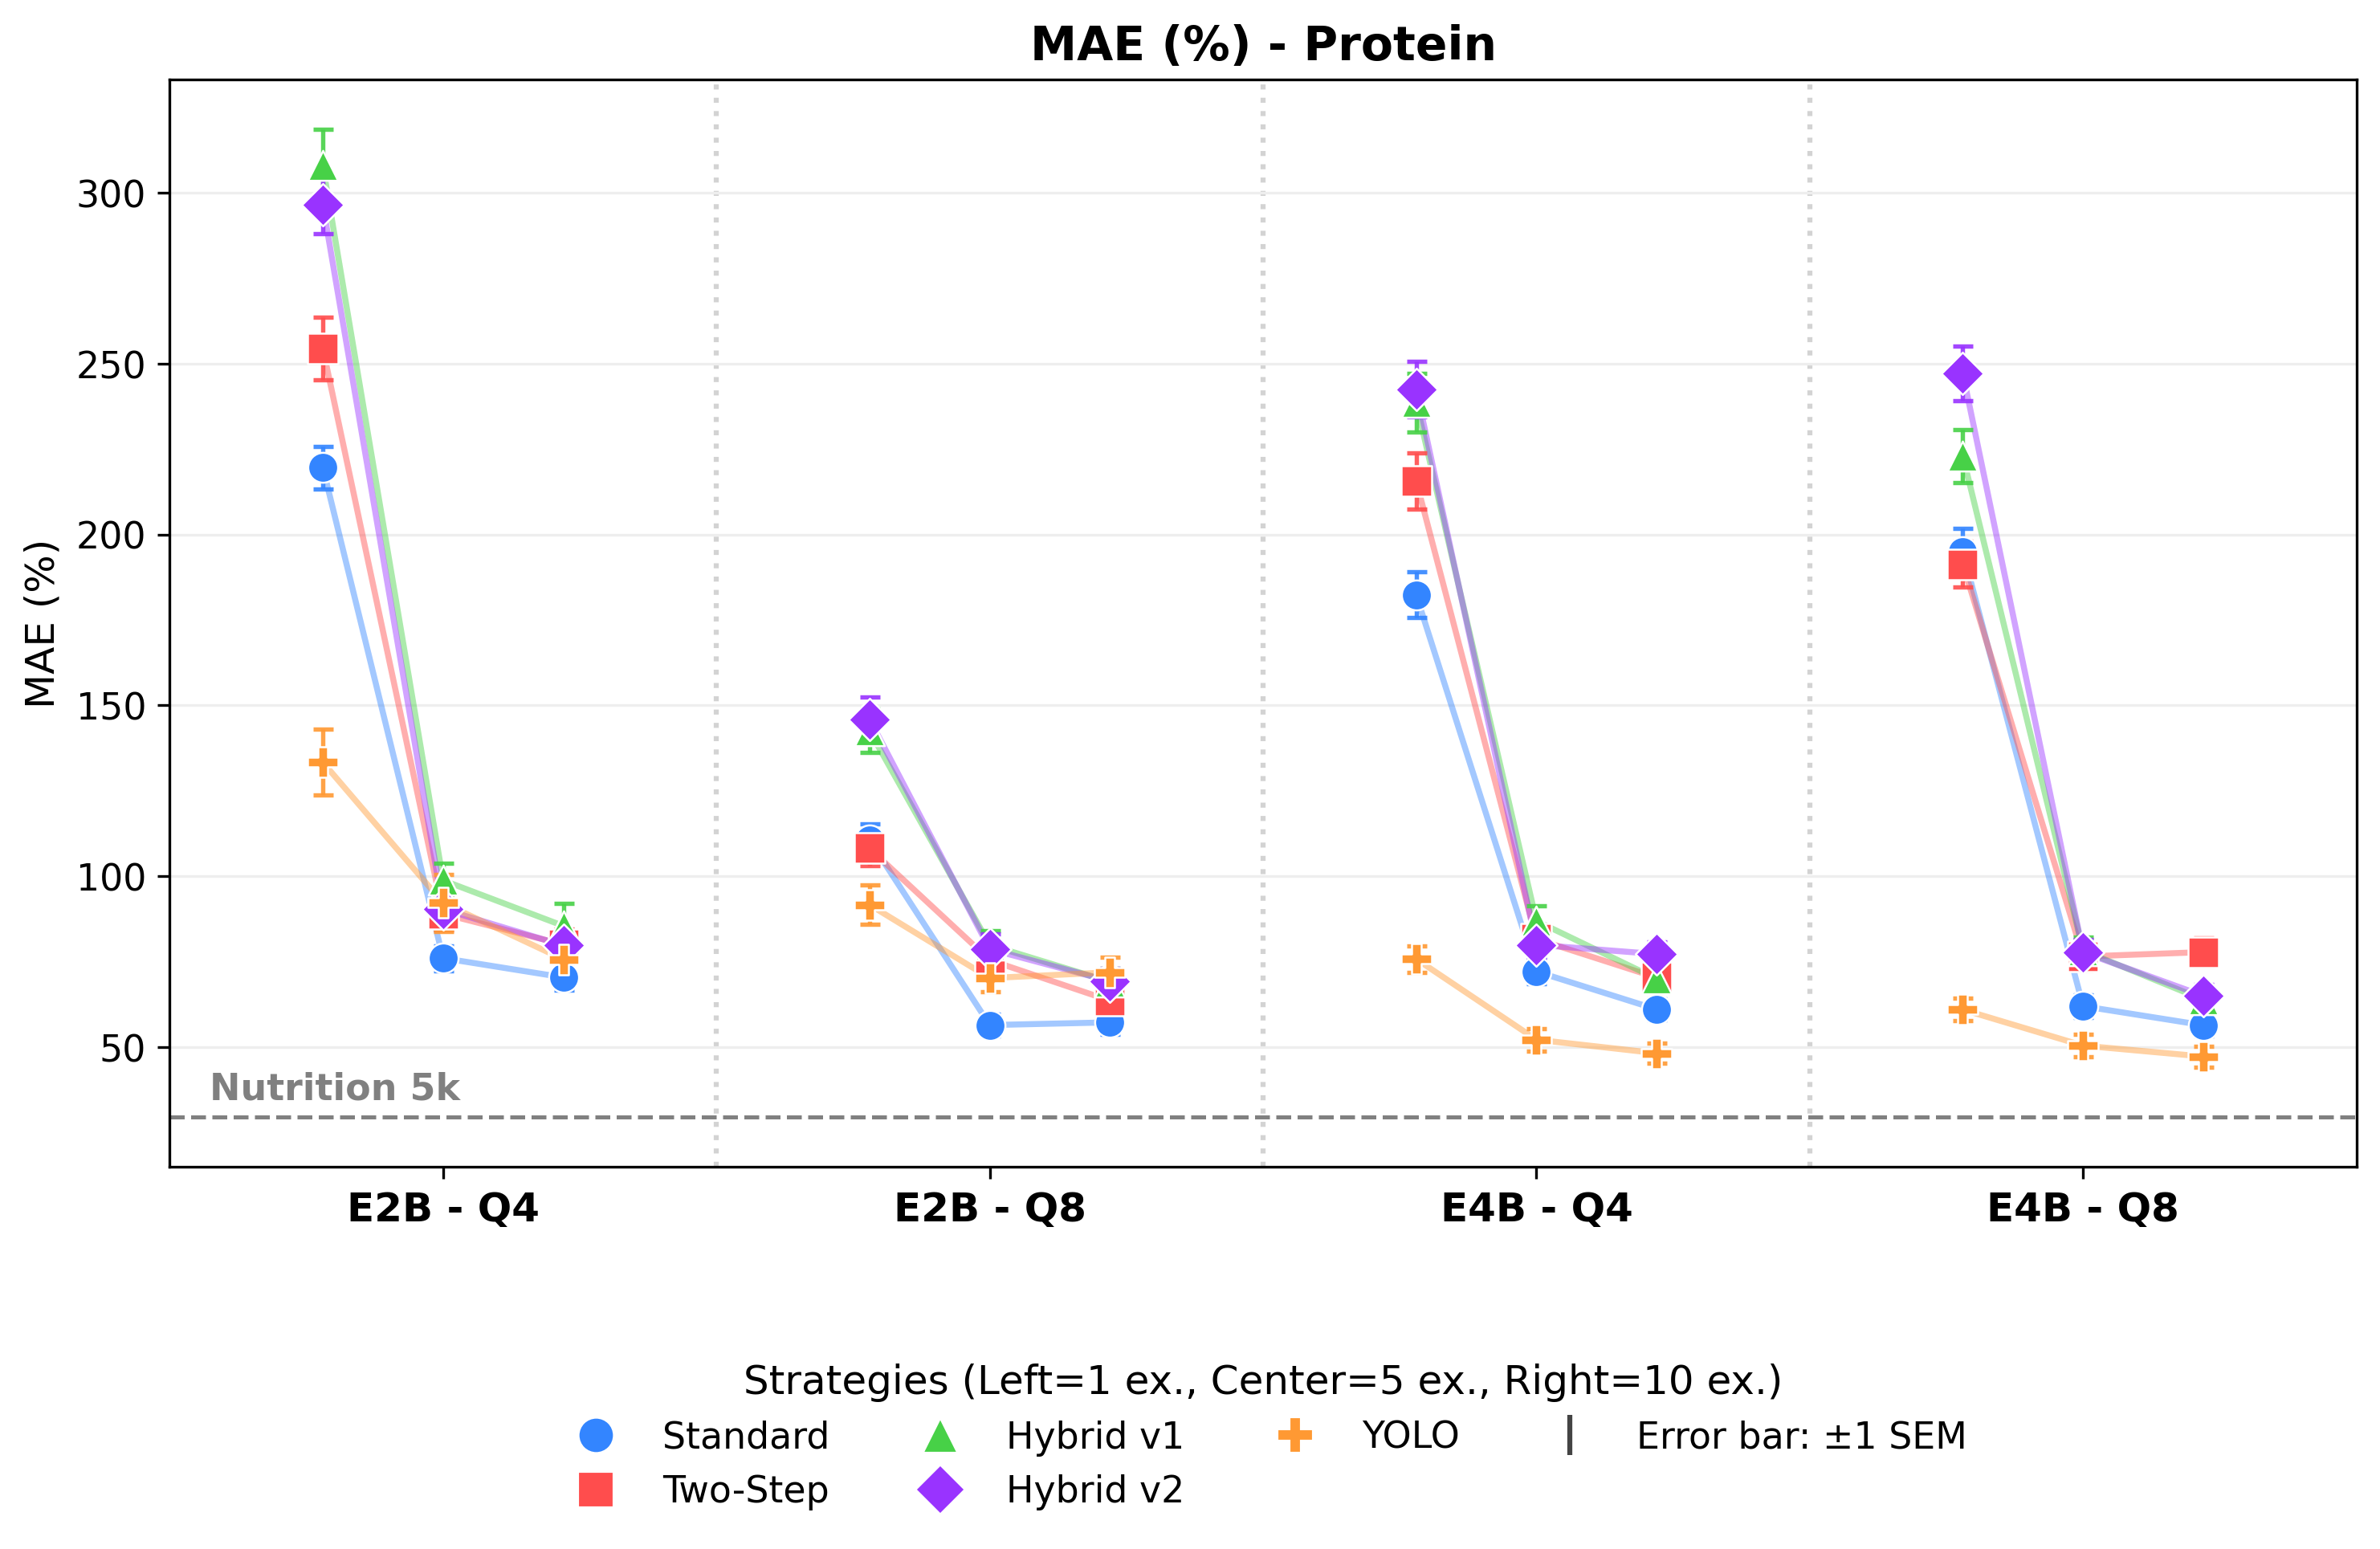 MAE (%) - Protein
MAE (%)
300
250
200
150
100
50
Nutrition 5k
E2B - Q4
E2B - Q8
E4B - Q4
E4B - Q8
Strategies (Left=1 ex., Center=5 ex., Right=10 ex.)
Standard
Two-Step
Hybrid v1
Hybrid v2
YOLO
Error bar: ±1 SEM